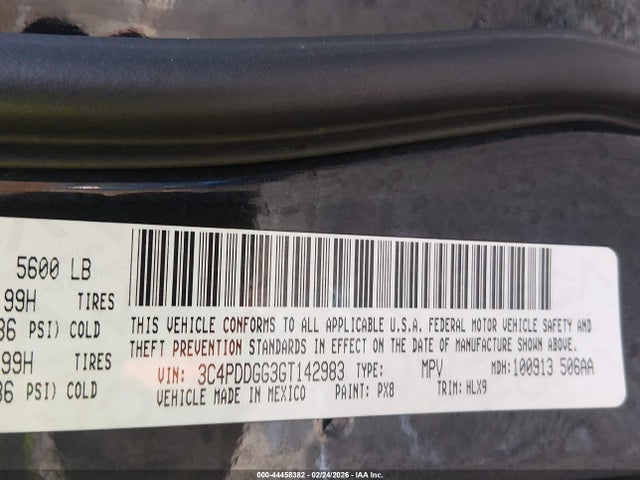 5600 LB
99H TIRES
36 PSI) COLD
99H TIRES
36 PSI) COLD
THIS VEHICLE CONFORMS TO ALL APPLICABLE U.S.A. FEDERAL MOTOR VEHICLE SAFETY AND
THEFT PREVENTION STANDARDS IN EFFECT ON THE DATE OF MANUFACTURE SHOWN ABOVE.
VIN: 3C4PDDGG3GT142983 TYPE: MPV MDH: 100913 506AA
VEHICLE MADE IN MEXICO PAINT: PX8 TRIM: HLX9
000-44458382 - 02/24/2026 - IAA Inc.